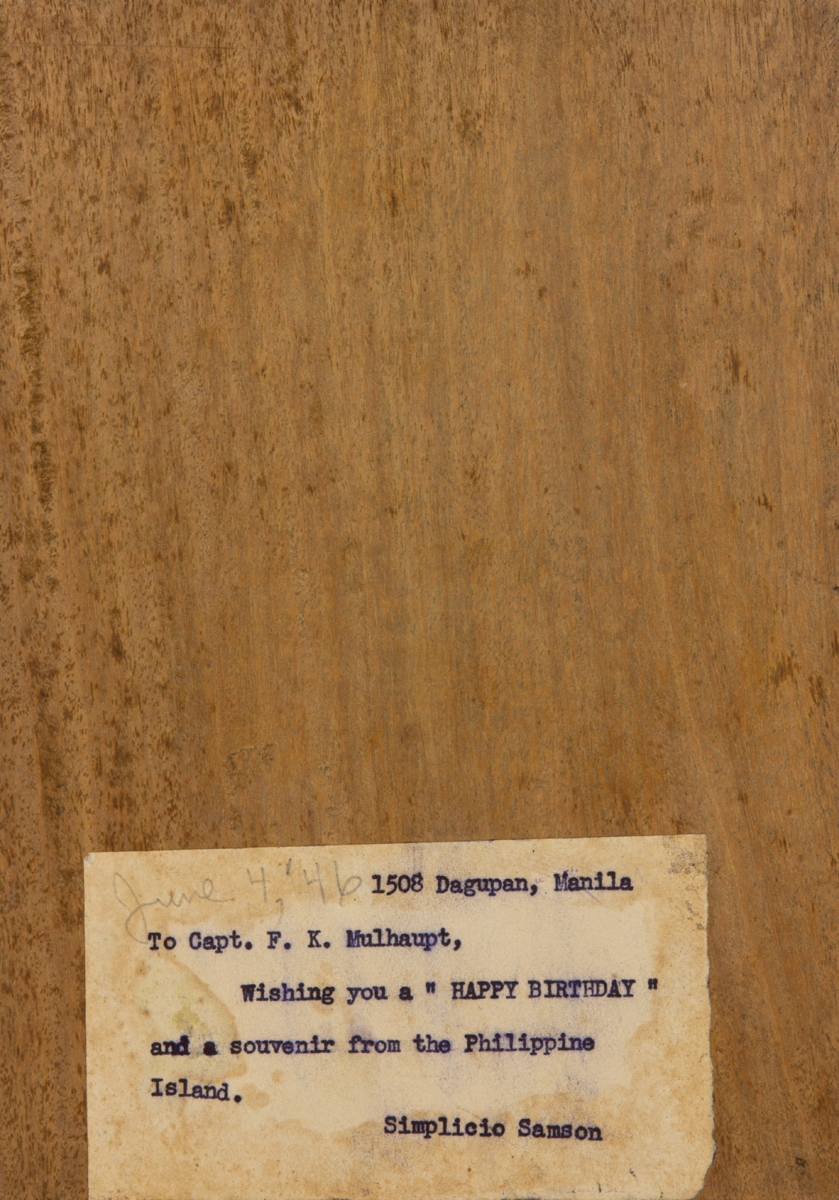 June 4, '46 1508 Dagupan, Manila
To Capt. F. K. Mulhaupt,
Wishing you a " HAPPY BIRTHDAY "
and a souvenir from the Philippine
Island.
Simplicio Samson